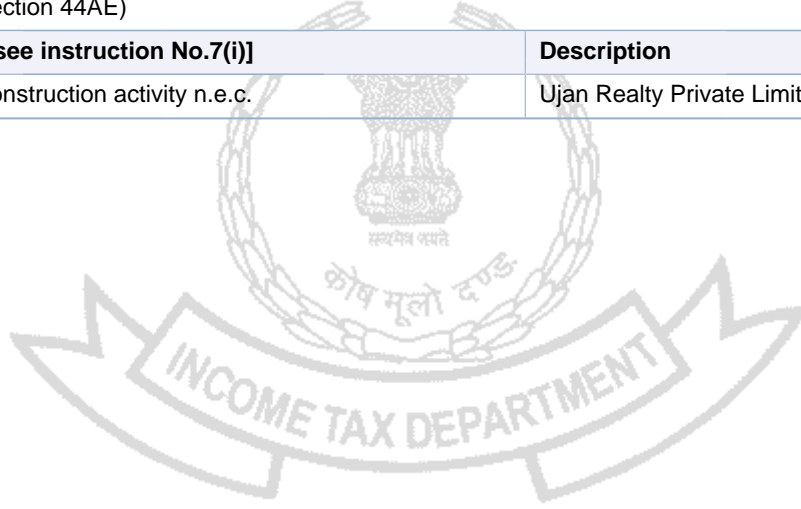 ection 44AE)
see instruction No.7(i)] Description
onstruction activity n.e.c. Ujan Realty Private Limit
सत्यमेव जयते
कोष मूलो दण्डः
INCOME TAX DEPARTMENT